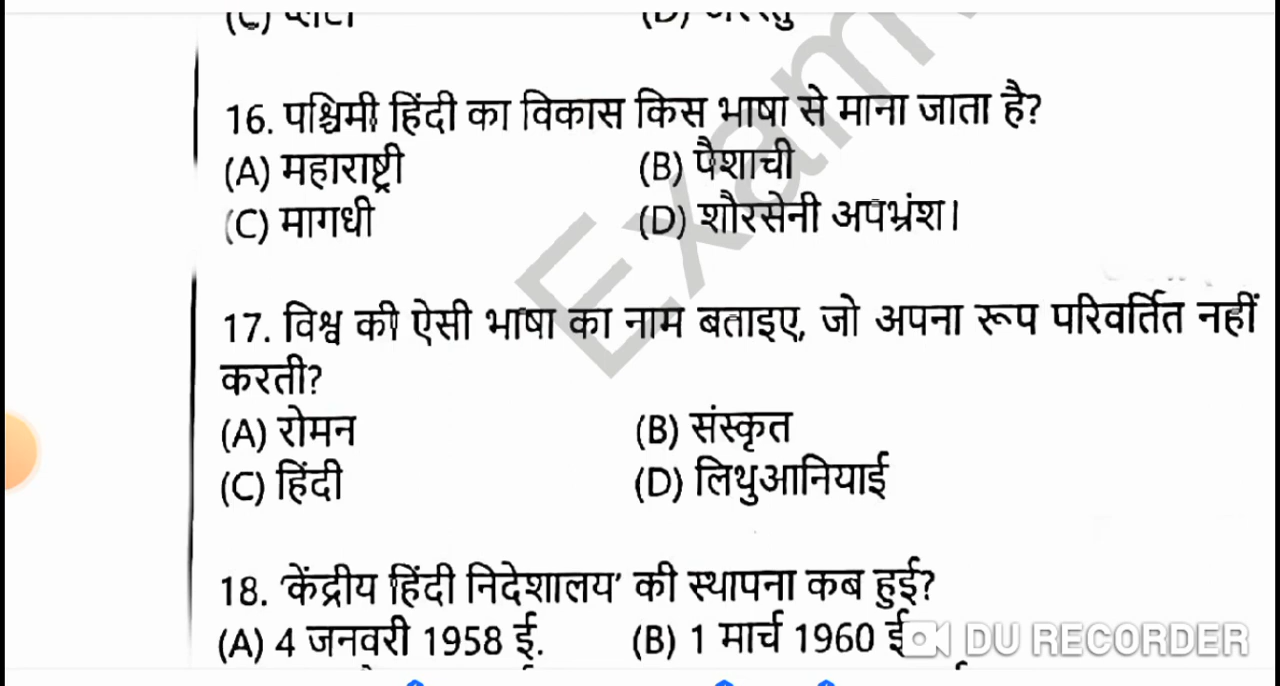 16. पश्चिमी हिंदी का विकास किस भाषा से माना जाता है?
(A) महाराष्ट्री (B) पैशाची
(C) मागधी (D) शौरसेनी अपभ्रंश।
Exam
17. विश्व की ऐसी भाषा का नाम बताइए, जो अपना रूप परिवर्तित नहीं
करती?
(A) रोमन (B) संस्कृत
(C) हिंदी (D) लिथुआनियाई
18. ‘केंद्रीय हिंदी निदेशालय’ की स्थापना कब हुई?
(A) 4 जनवरी 1958 ई. (B) 1 मार्च 1960 ई
DU RECORDER